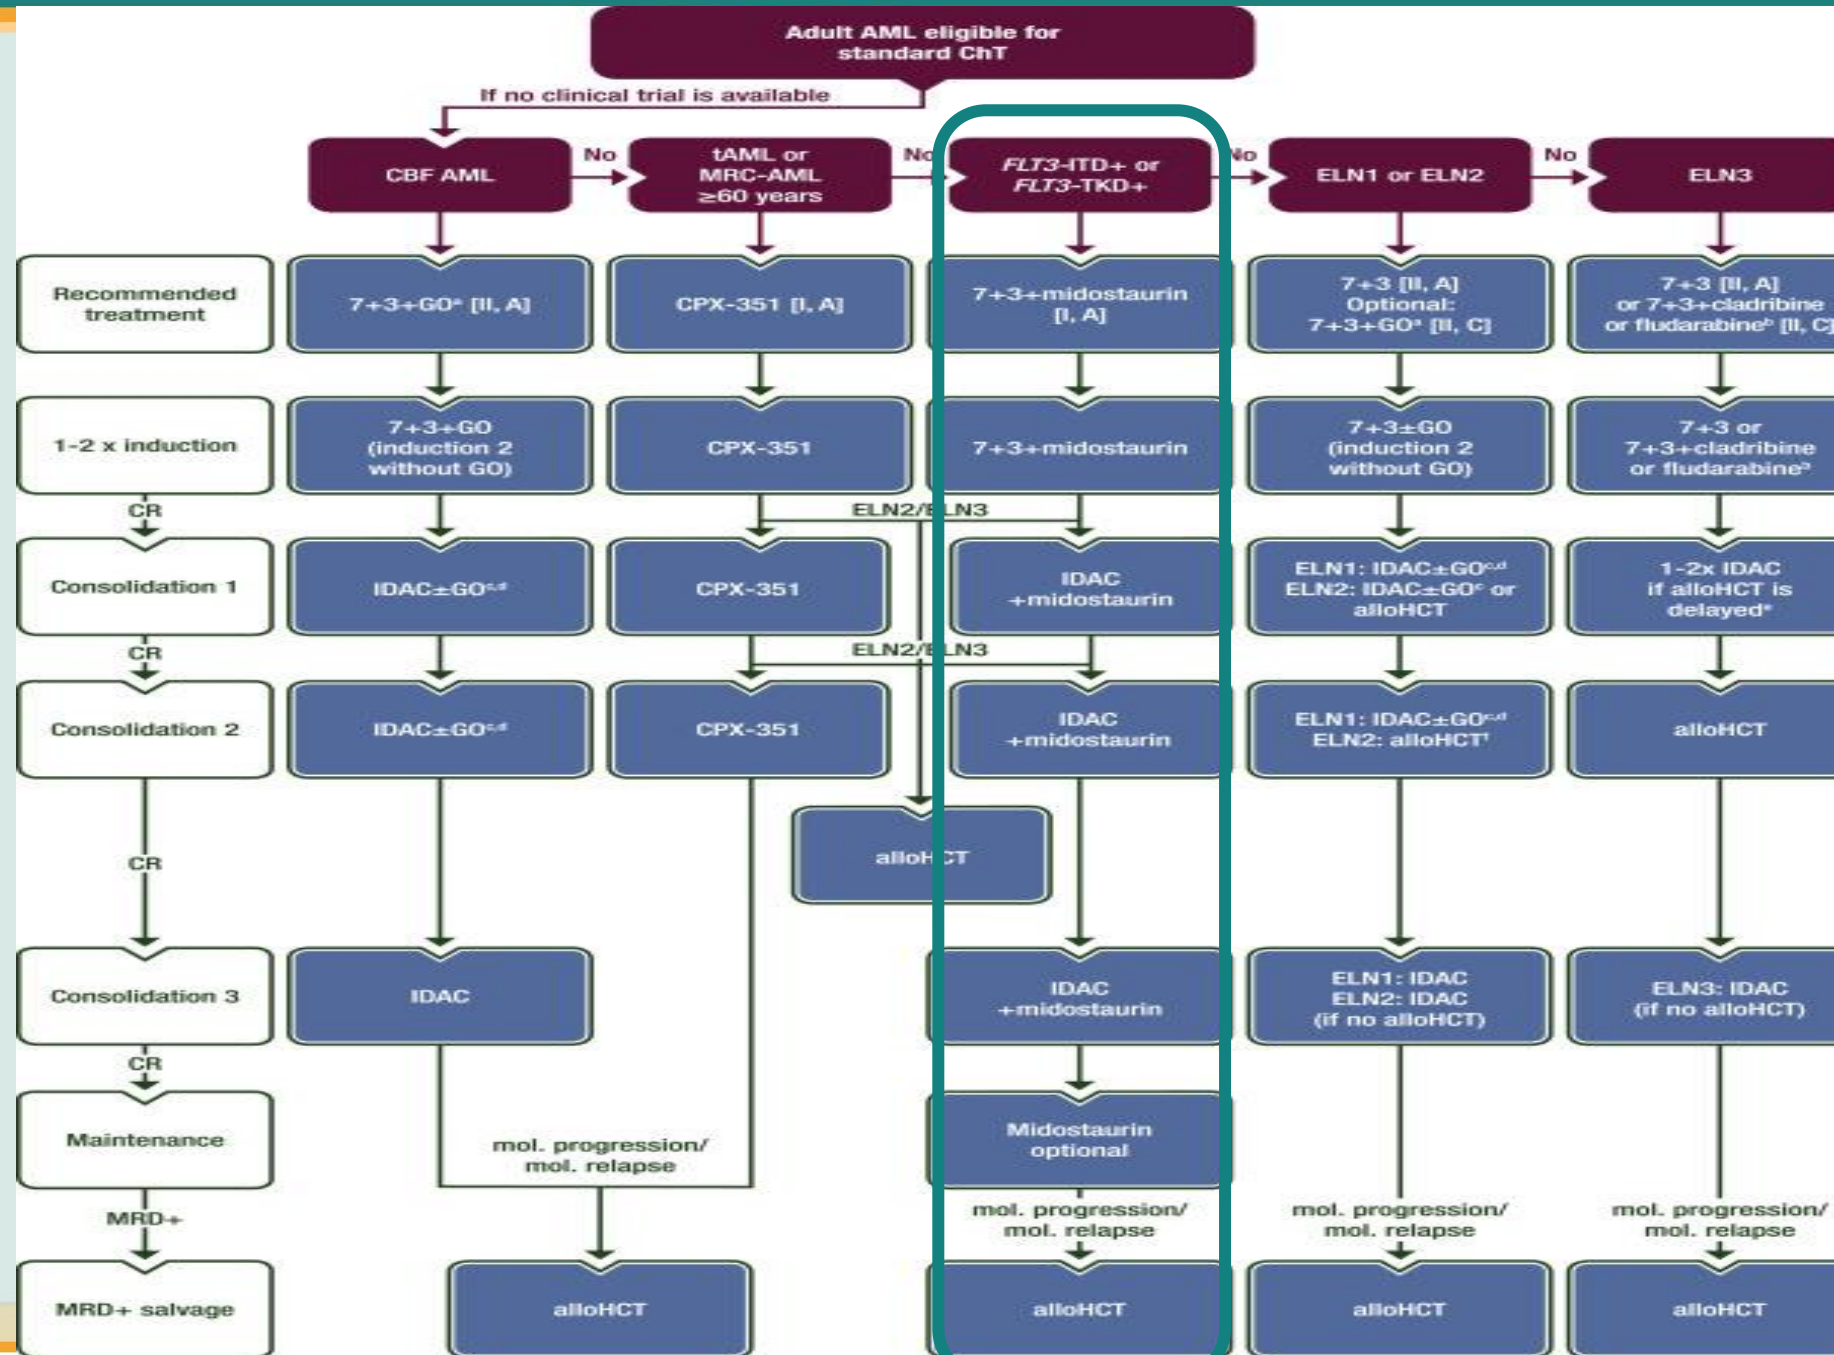 Adult AML eligible for
standard ChT
If no clinical trial is available
CBF AML
No
tAML or
MRC-AML
≥60 years
No
FLT3-ITD+ or
FLT3-TKD+
No
ELN1 or ELN2
No
ELN3
Recommended
treatment
7+3+GOᵃ [II, A]
CPX-351 [I, A]
7+3+midostaurin
[I, A]
7+3 [II, A]
Optional:
7+3+GOᵃ [II, C]
7+3 [II, A]
or 7+3+cladribine
or fludarabineᵇ [II, C]
1-2 x induction
7+3+GO
(induction 2
without GO)
CPX-351
7+3+midostaurin
7+3±GO
(induction 2
without GO)
7+3 or
7+3+cladribine
or fludarabineᵇ
CR
ELN2/ELN3
Consolidation 1
IDAC±GOᶜ,ᵈ
CPX-351
IDAC
+midostaurin
ELN1: IDAC±GOᶜ,ᵈ
ELN2: IDAC±GOᶜ or
alloHCT
1-2x IDAC
if alloHCT is
delayedᵉ
CR
ELN2/ELN3
Consolidation 2
IDAC±GOᶜ,ᵈ
CPX-351
IDAC
+midostaurin
ELN1: IDAC±GOᶜ,ᵈ
ELN2: alloHCTᶠ
alloHCT
CR
alloHCT
Consolidation 3
IDAC
IDAC
+midostaurin
ELN1: IDAC
ELN2: IDAC
(if no alloHCT)
ELN3: IDAC
(if no alloHCT)
CR
Maintenance
mol. progression/
mol. relapse
Midostaurin
optional
MRD+
mol. progression/
mol. relapse
mol. progression/
mol. relapse
mol. progression/
mol. relapse
MRD+ salvage
alloHCT
alloHCT
alloHCT
alloHCT